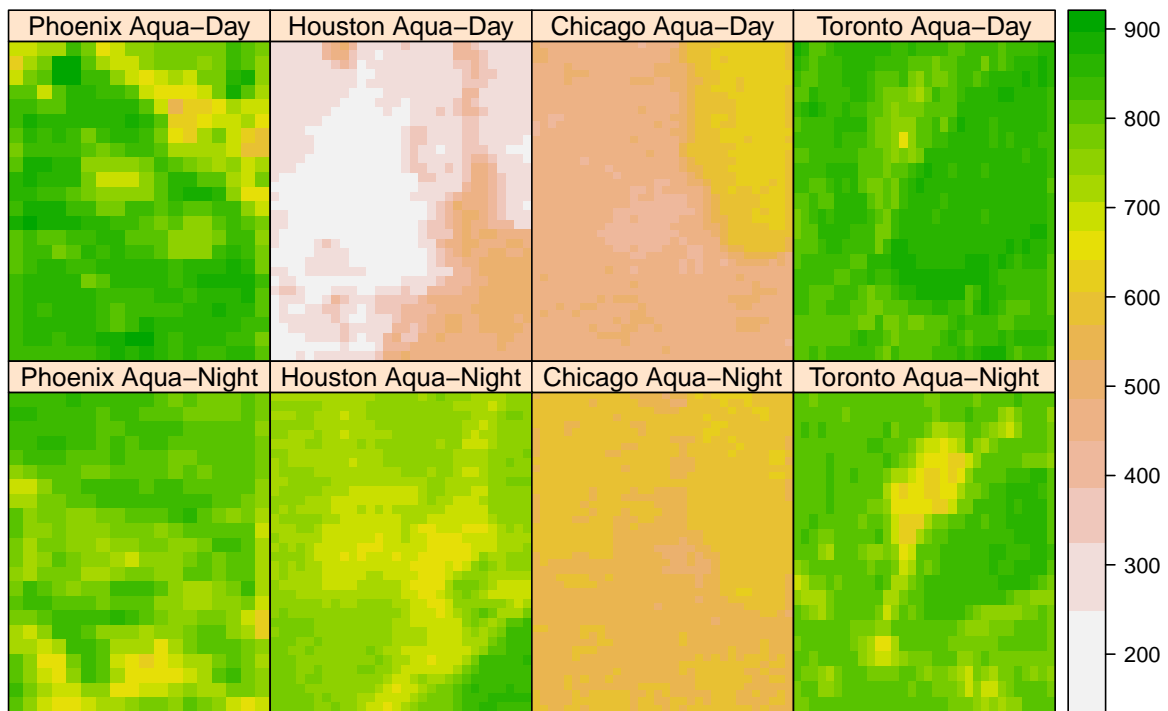 Phoenix Aqua−Day
Houston Aqua−Day
Chicago Aqua−Day
Toronto Aqua−Day
Phoenix Aqua−Night
Houston Aqua−Night
Chicago Aqua−Night
Toronto Aqua−Night
900
800
700
600
500
400
300
200